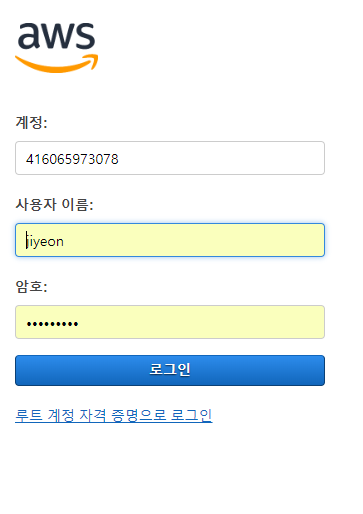 aws
계정:
416065973078
사용자 이름:
jiyeon
암호:
•••••••••
로그인
루트 계정 자격 증명으로 로그인